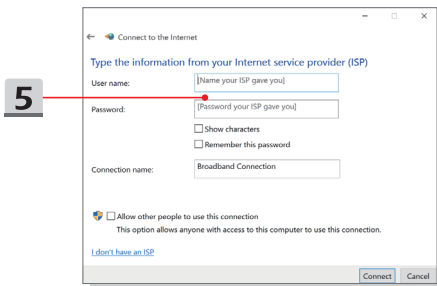 Connect to the Internet
Type the information from your Internet service provider (ISP)
User name:
[Name your ISP gave you]
5
Password:
[Password your ISP gave you]
Show characters
Remember this password
Connection name:
Broadband Connection
Allow other people to use this connection
This option allows anyone with access to this computer to use this connection.
I don't have an ISP
Connect
Cancel